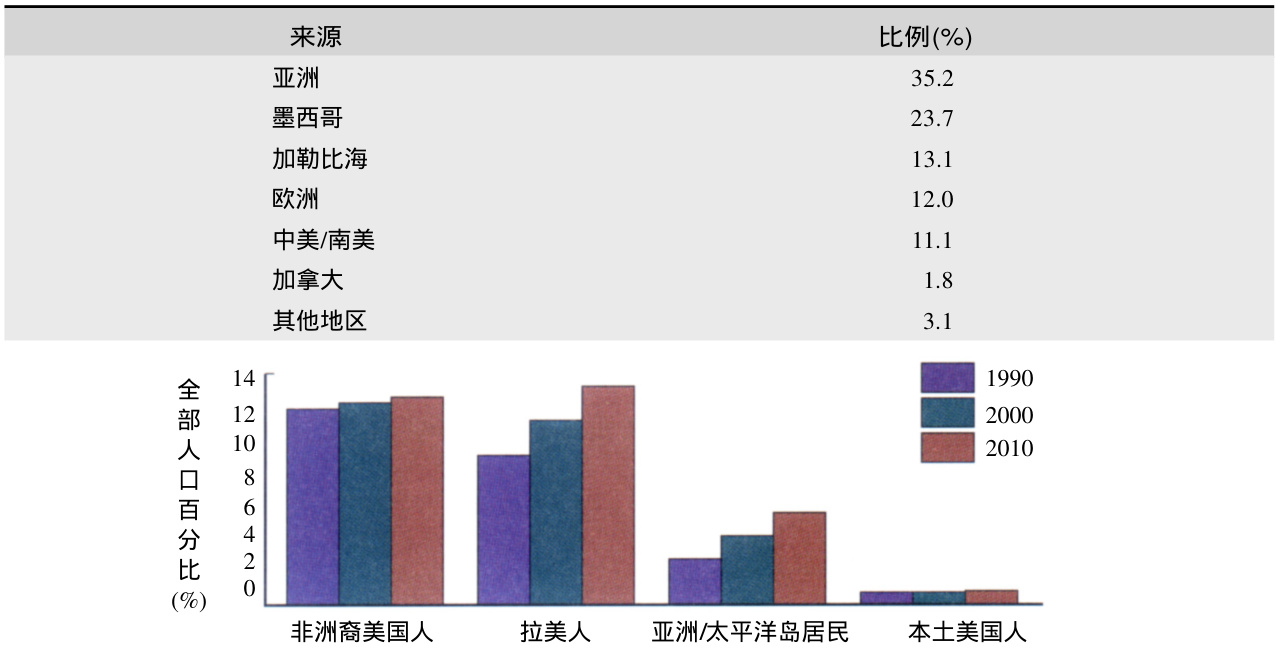 来源 比例(%)
亚洲 35.2
墨西哥 23.7
加勒比海 13.1
欧洲 12.0
中美/南美 11.1
加拿大 1.8
其他地区 3.1
全部人口百分比(%)
14
12
10
8
6
4
2
0
1990
2000
2010
非洲裔美国人 拉美人 亚洲/太平洋岛居民 本土美国人